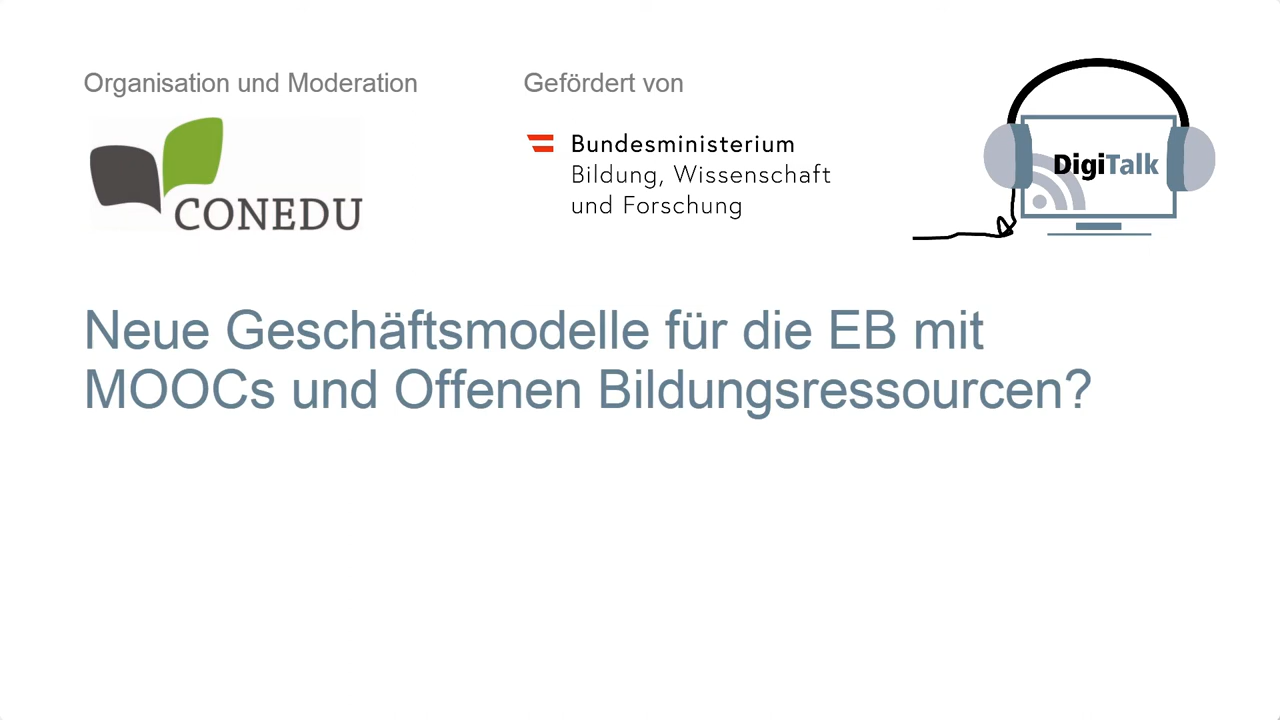 Organisation und Moderation
CONEDU
Gefördert von
Bundesministerium
Bildung, Wissenschaft
und Forschung
DigiTalk
Neue Geschäftsmodelle für die EB mit
MOOCs und Offenen Bildungsressourcen?